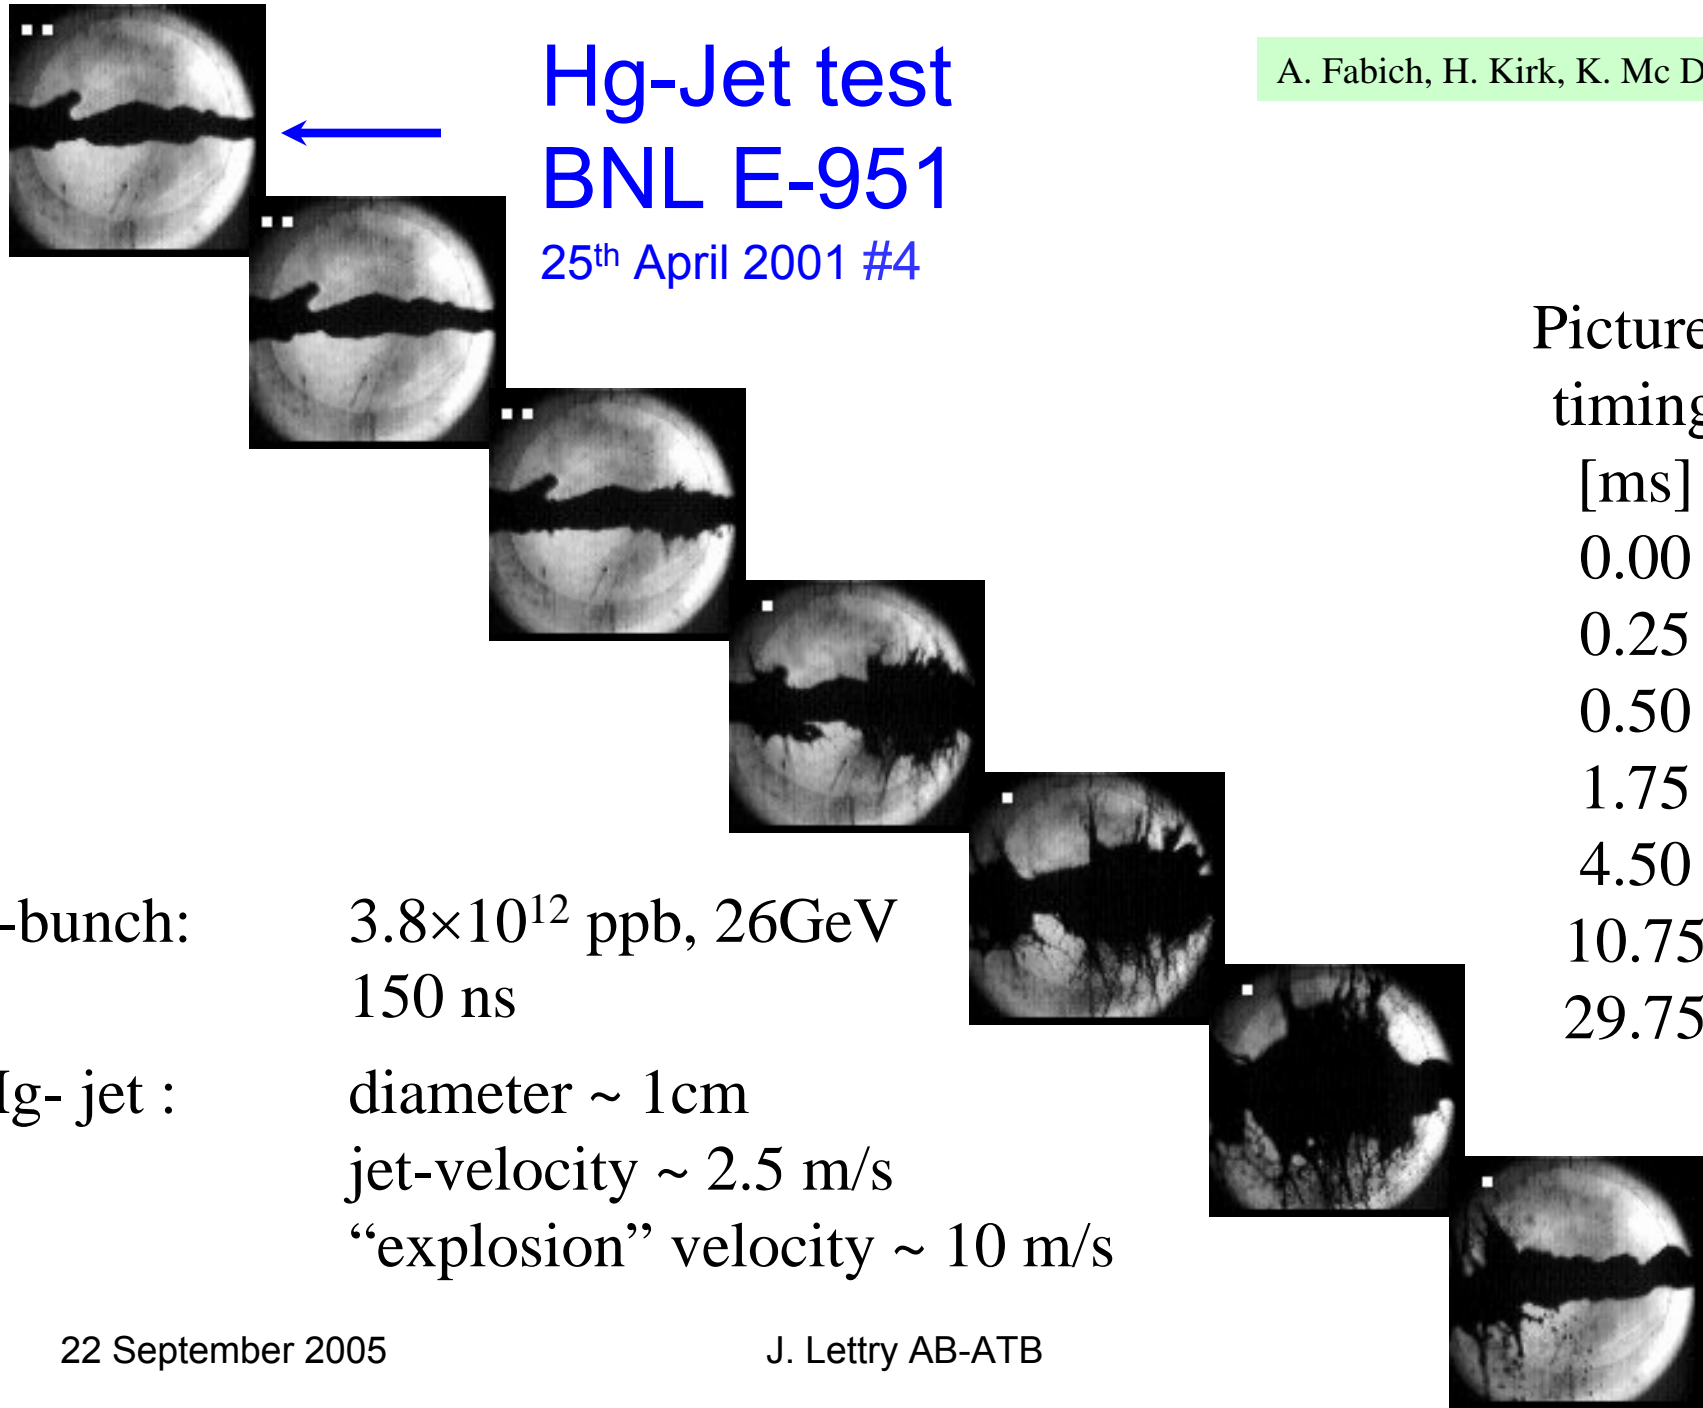 Hg-Jet test
BNL E-951
25th April 2001 #4
A. Fabich, H. Kirk, K. Mc D
Picture
timing
[ms]
0.00
0.25
0.50
1.75
4.50
10.75
29.75
-bunch: 3.8×10¹² ppb, 26GeV
150 ns
g- jet : diameter ~ 1cm
jet-velocity ~ 2.5 m/s
“explosion” velocity ~ 10 m/s
22 September 2005
J. Lettry AB-ATB